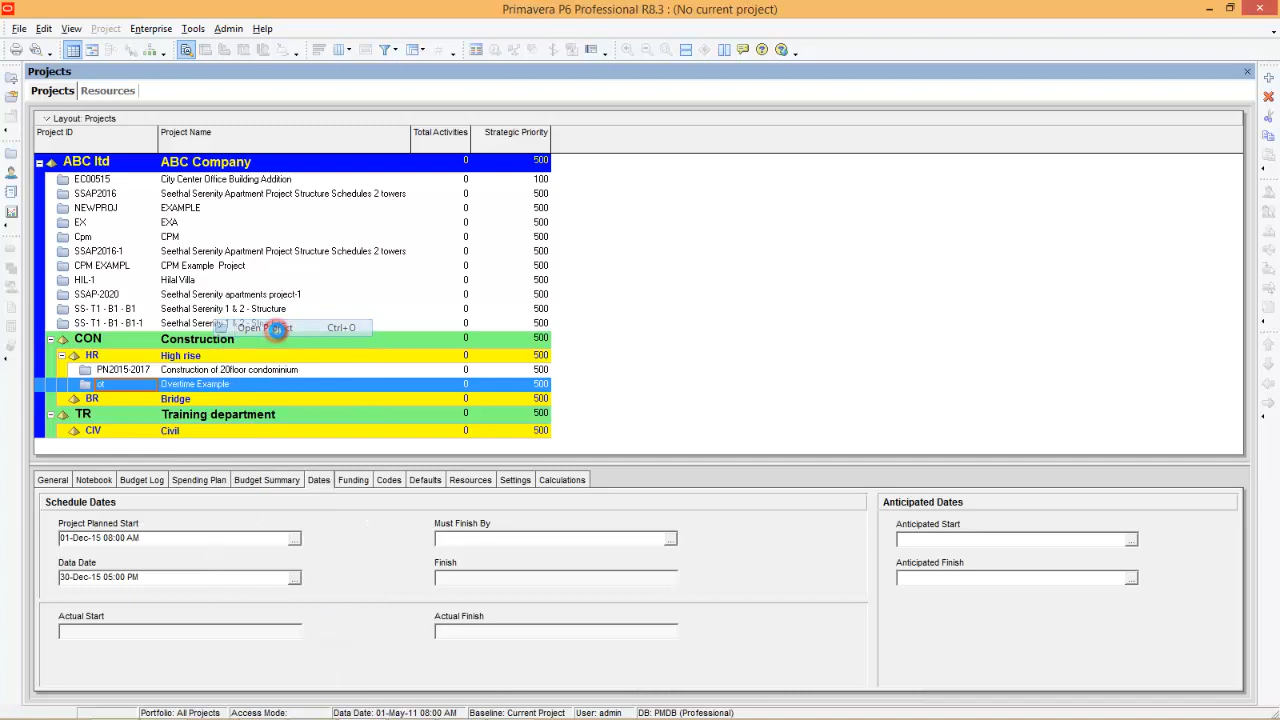 Primavera P6 Professional R8.3 : (No current project)
File Edit View Project Enterprise Tools Admin Help
Projects
Projects Resources
Layout: Projects
Project ID Project Name Total Activities Strategic Priority
ABC ltd ABC Company 0 500
EC00515 City Center Office Building Addition 0 100
SSAP2016 Seethal Serenity Apartment Project Structure Schedules 2 towers 0 500
NEWPROJ EXAMPLE 0 500
EX EXA 0 500
Cpm CPM 0 500
SSAP2016-1 Seethal Serenity Apartment Project Structure Schedules 2 towers 0 500
CPM EXAMPL CPM Example Project 0 500
HIL-1 Hilal Villa 0 500
SSAP-2020 Seethal Serenity apartments project-1 0 500
SS- T1 - B1 - B1 Seethal Serenity 1 & 2 - Structure 0 500
SS- T1 - B1 - B1-1 Seethal Serenity 1 & 2 - Structure 0 500
Open Project Ctrl+O
CON Construction 0 500
HR High rise 0 500
PN2015-2017 Construction of 20floor condominium 0 500
ot Overtime Example 0 500
BR Bridge 0 500
TR Training department 0 500
CIV Civil 0 500
General Notebook Budget Log Spending Plan Budget Summary Dates Funding Codes Defaults Resources Settings Calculations
Schedule Dates Anticipated Dates
Project Planned Start Must Finish By Anticipated Start
01-Dec-15 08:00 AM ... ... ...
Data Date Finish Anticipated Finish
30-Dec-15 05:00 PM ... ...
Actual Start Actual Finish
Portfolio: All Projects Access Mode: Data Date: 01-May-11 08:00 AM Baseline: Current Project User: admin DB: PMDB (Professional)